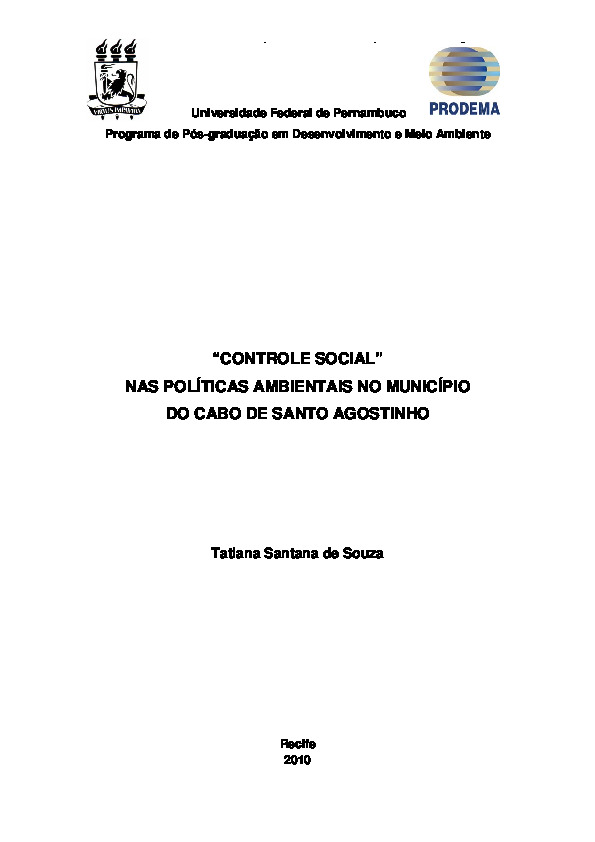 Universidade Federal de Pernambuco
PRODEMA
Programa de Pós-graduação em Desenvolvimento e Meio Ambiente
“CONTROLE SOCIAL”
NAS POLÍTICAS AMBIENTAIS NO MUNICÍPIO
DO CABO DE SANTO AGOSTINHO
Tatiana Santana de Souza
Recife
2010